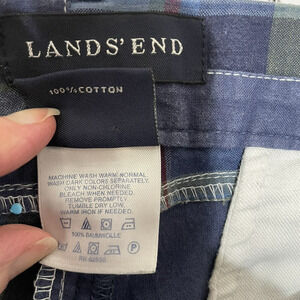 LANDS' END
100% COTTON
MACHINE WASH WARM NORMAL
WASH DARK COLORS SEPARATELY.
ONLY NON-CHLORINE
BLEACH WHEN NEEDED.
REMOVE PROMPTLY.
TUMBLE DRY LOW,
WARM IRON IF NEEDED.
100% BAUMWOLLE